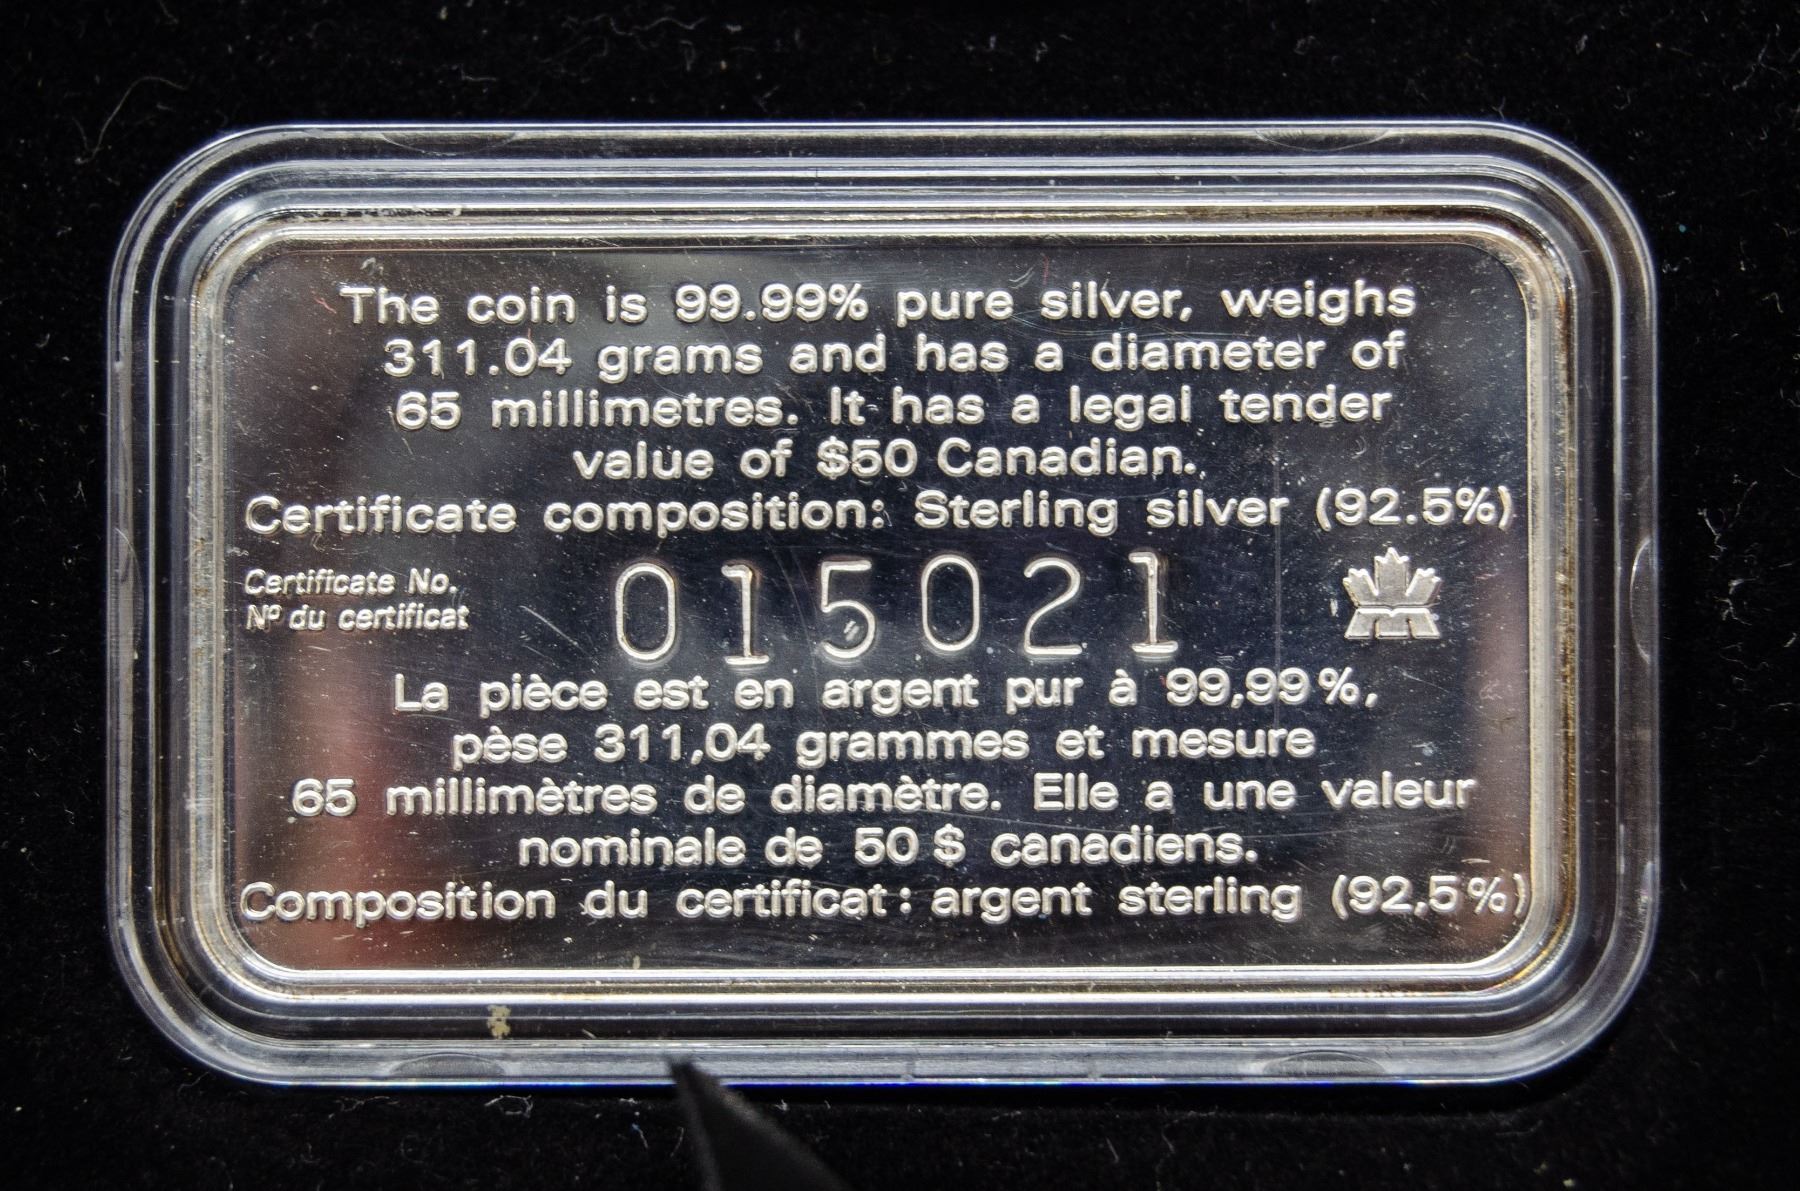 The coin is 99.99% pure silver, weighs
311.04 grams and has a diameter of
65 millimetres. It has a legal tender
value of $50 Canadian.
Certificate composition: Sterling silver (92.5%)
Certificate No.
Nº du certificat
015021
La pièce est en argent pur à 99,99%,
pèse 311,04 grammes et mesure
65 millimètres de diamètre. Elle a une valeur
nominale de 50 $ canadiens.
Composition du certificat : argent sterling (92,5%)